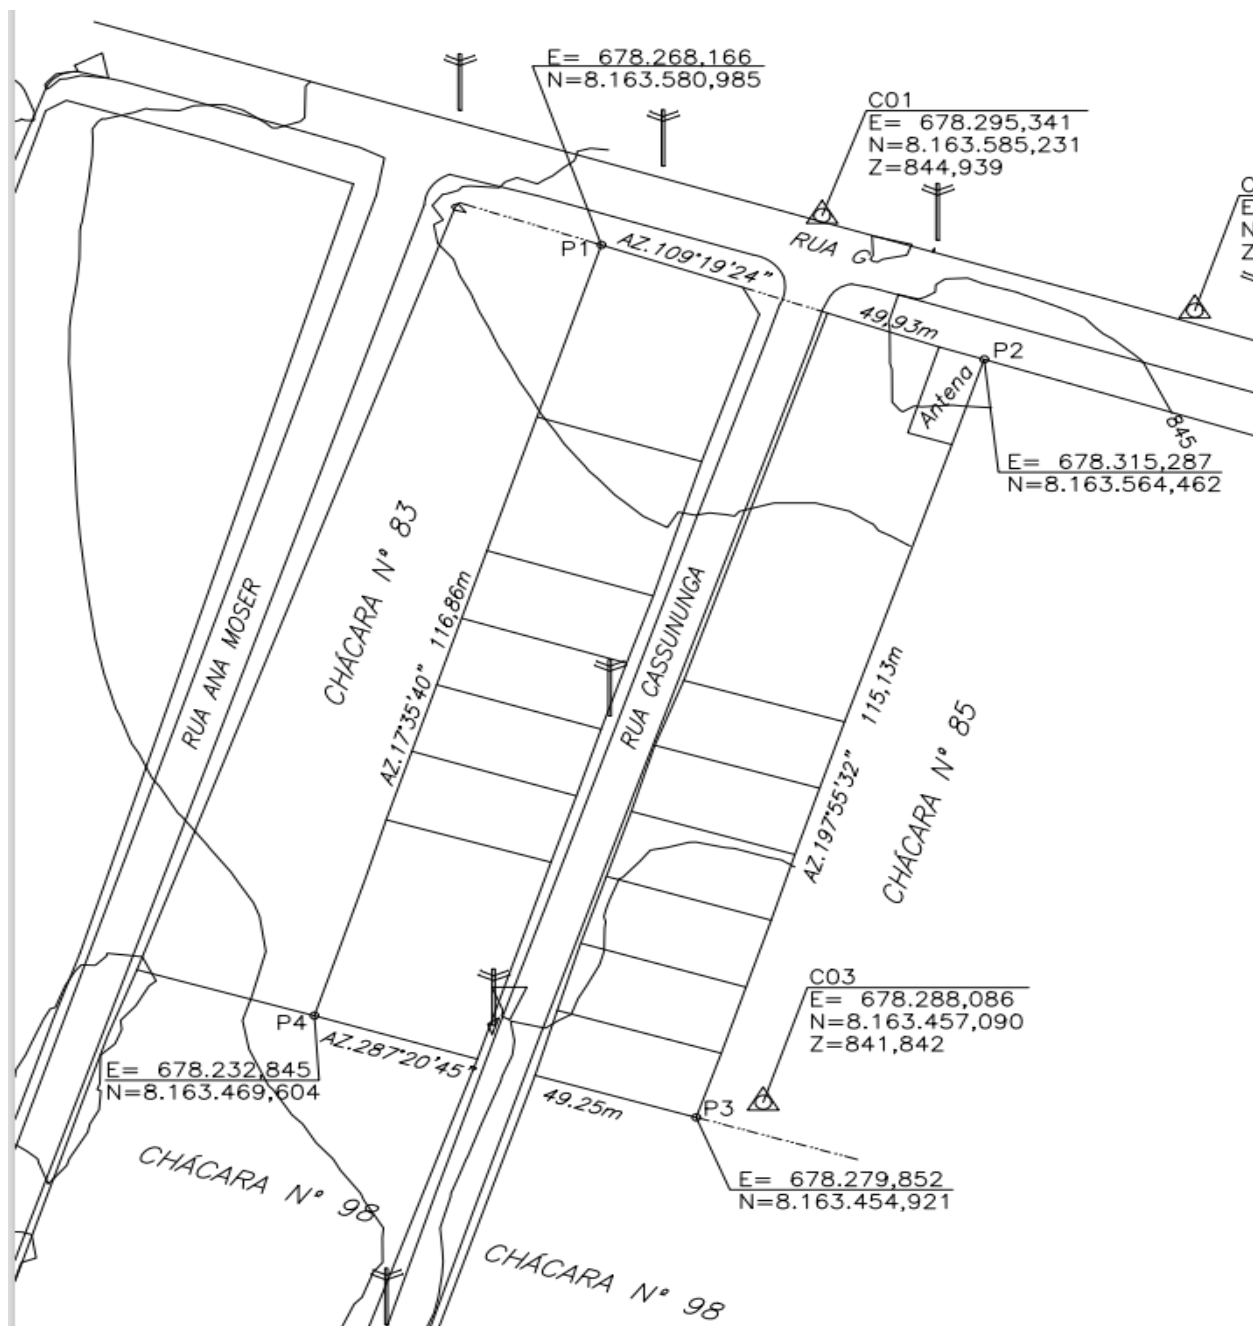 E= 678.268,166
N=8.163.580,985
C01
E= 678.295,341
N=8.163.585,231
Z=844,939
C
E
N
Z
P1
AZ.109°19'24"
RUA G
49,93m
P2
Antena
845
E= 678.315,287
N=8.163.564,462
CHÁCARA N° 83
RUA ANA MOSER
AZ.17°35'40" 116,86m
RUA CASSUNUNGA
AZ.197°55'32" 115,13m
CHÁCARA N° 85
C03
E= 678.288,086
N=8.163.457,090
Z=841,842
P4
AZ.287°20'45"
E= 678.232,845
N=8.163.469,604
49.25m
P3
E= 678.279,852
N=8.163.454,921
CHÁCARA N° 98
CHÁCARA N° 98